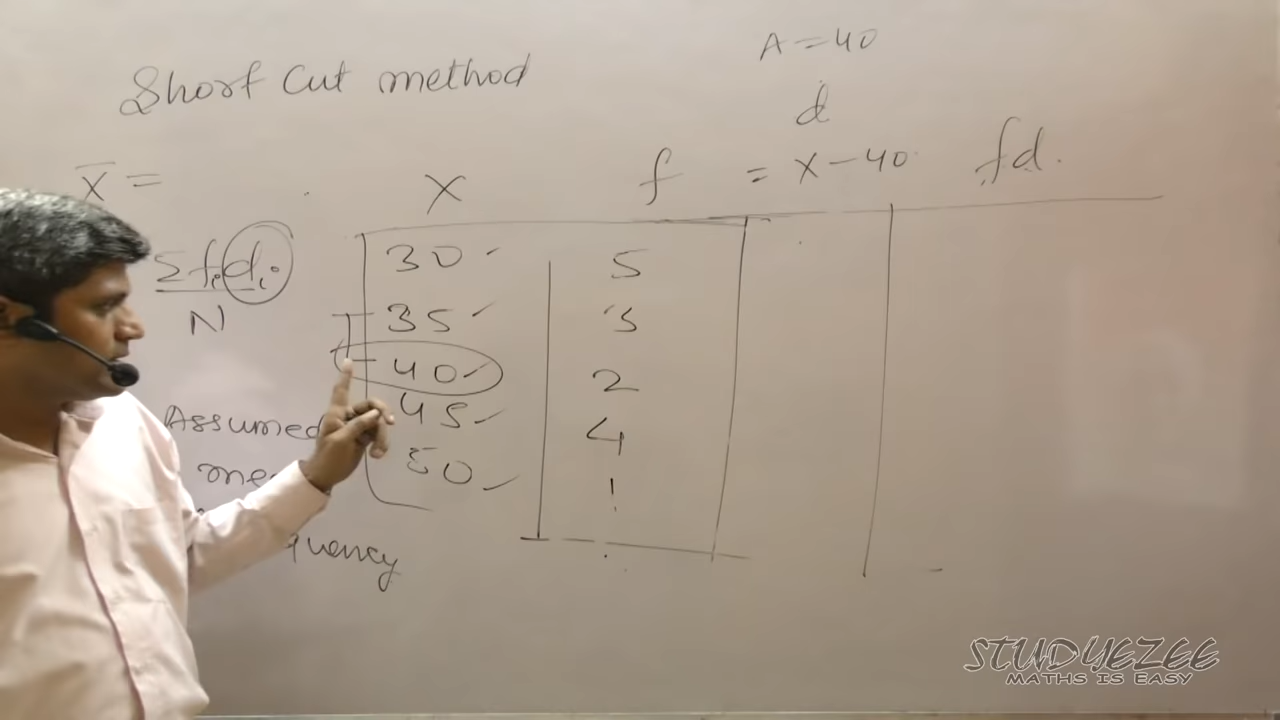 Short Cut method
A = 40
d
x̄ =
X
f
= X - 40
fd.
Σfᵢdᵢ
N
30 5
35 3
40 2
45 4
50 1
Assumed
STUDYEZEE
MATHS IS EASY